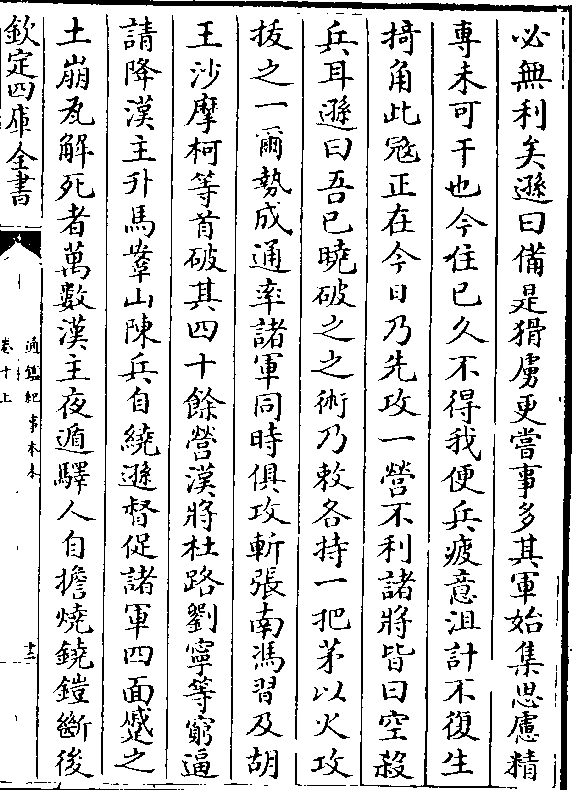 必無利矣遜曰備是猾虜更嘗事多其軍始集思慮精
專未可干也今住已久不得我便兵疲意沮計不復生
掎角此冦正在今日乃先攻一營不利諸將皆曰空殺
兵耳遜曰吾已曉破之之術乃敕各持一把茅以火攻
拔之一爾勢成通率諸軍同時俱攻斬張南馮習及胡
王沙摩柯等首破其四十餘營漢將杜路劉寧等窮逼
請降漢主升馬鞌山陳兵自繞遜督促諸軍四面蹙之
土崩瓦解死者萬數漢主夜遁驛人自擔燒鐃鎧斷後
欽定四庫全書
通鑑紀事本末
卷十上